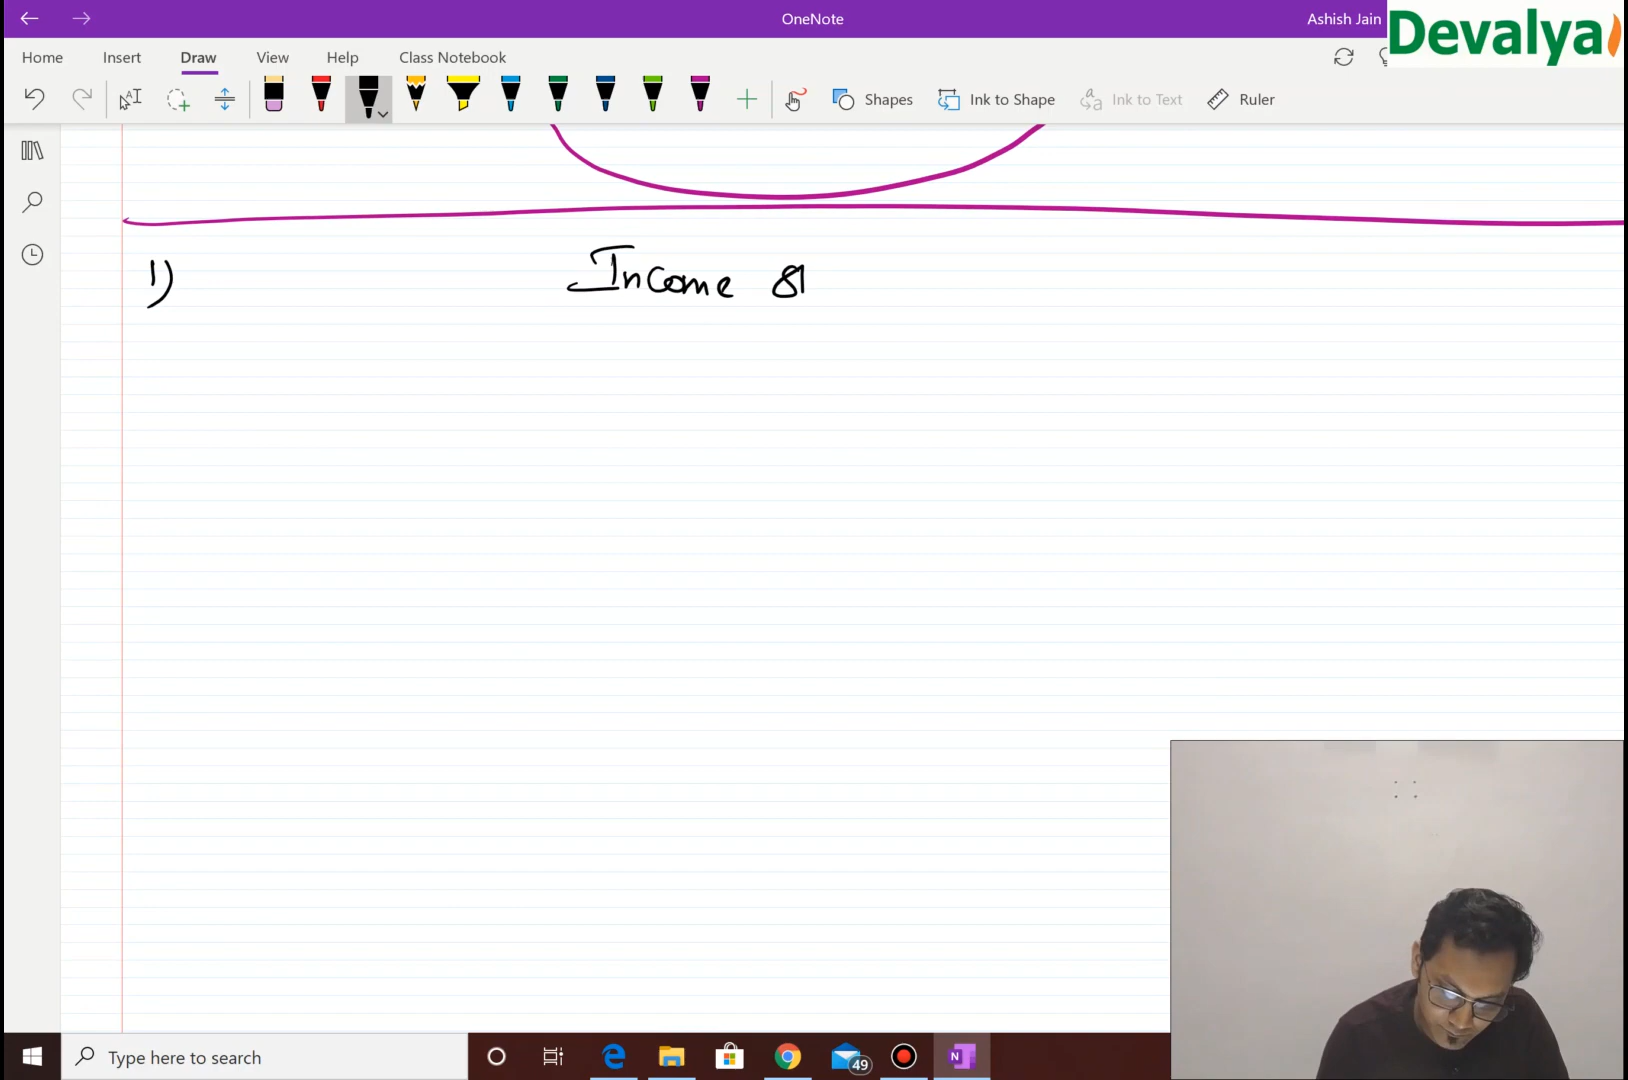 OneNote
Ashish Jain
Devalya
Home Insert Draw View Help Class Notebook
Shapes Ink to Shape Ink to Text Ruler
1) Income St
Type here to search
49
N